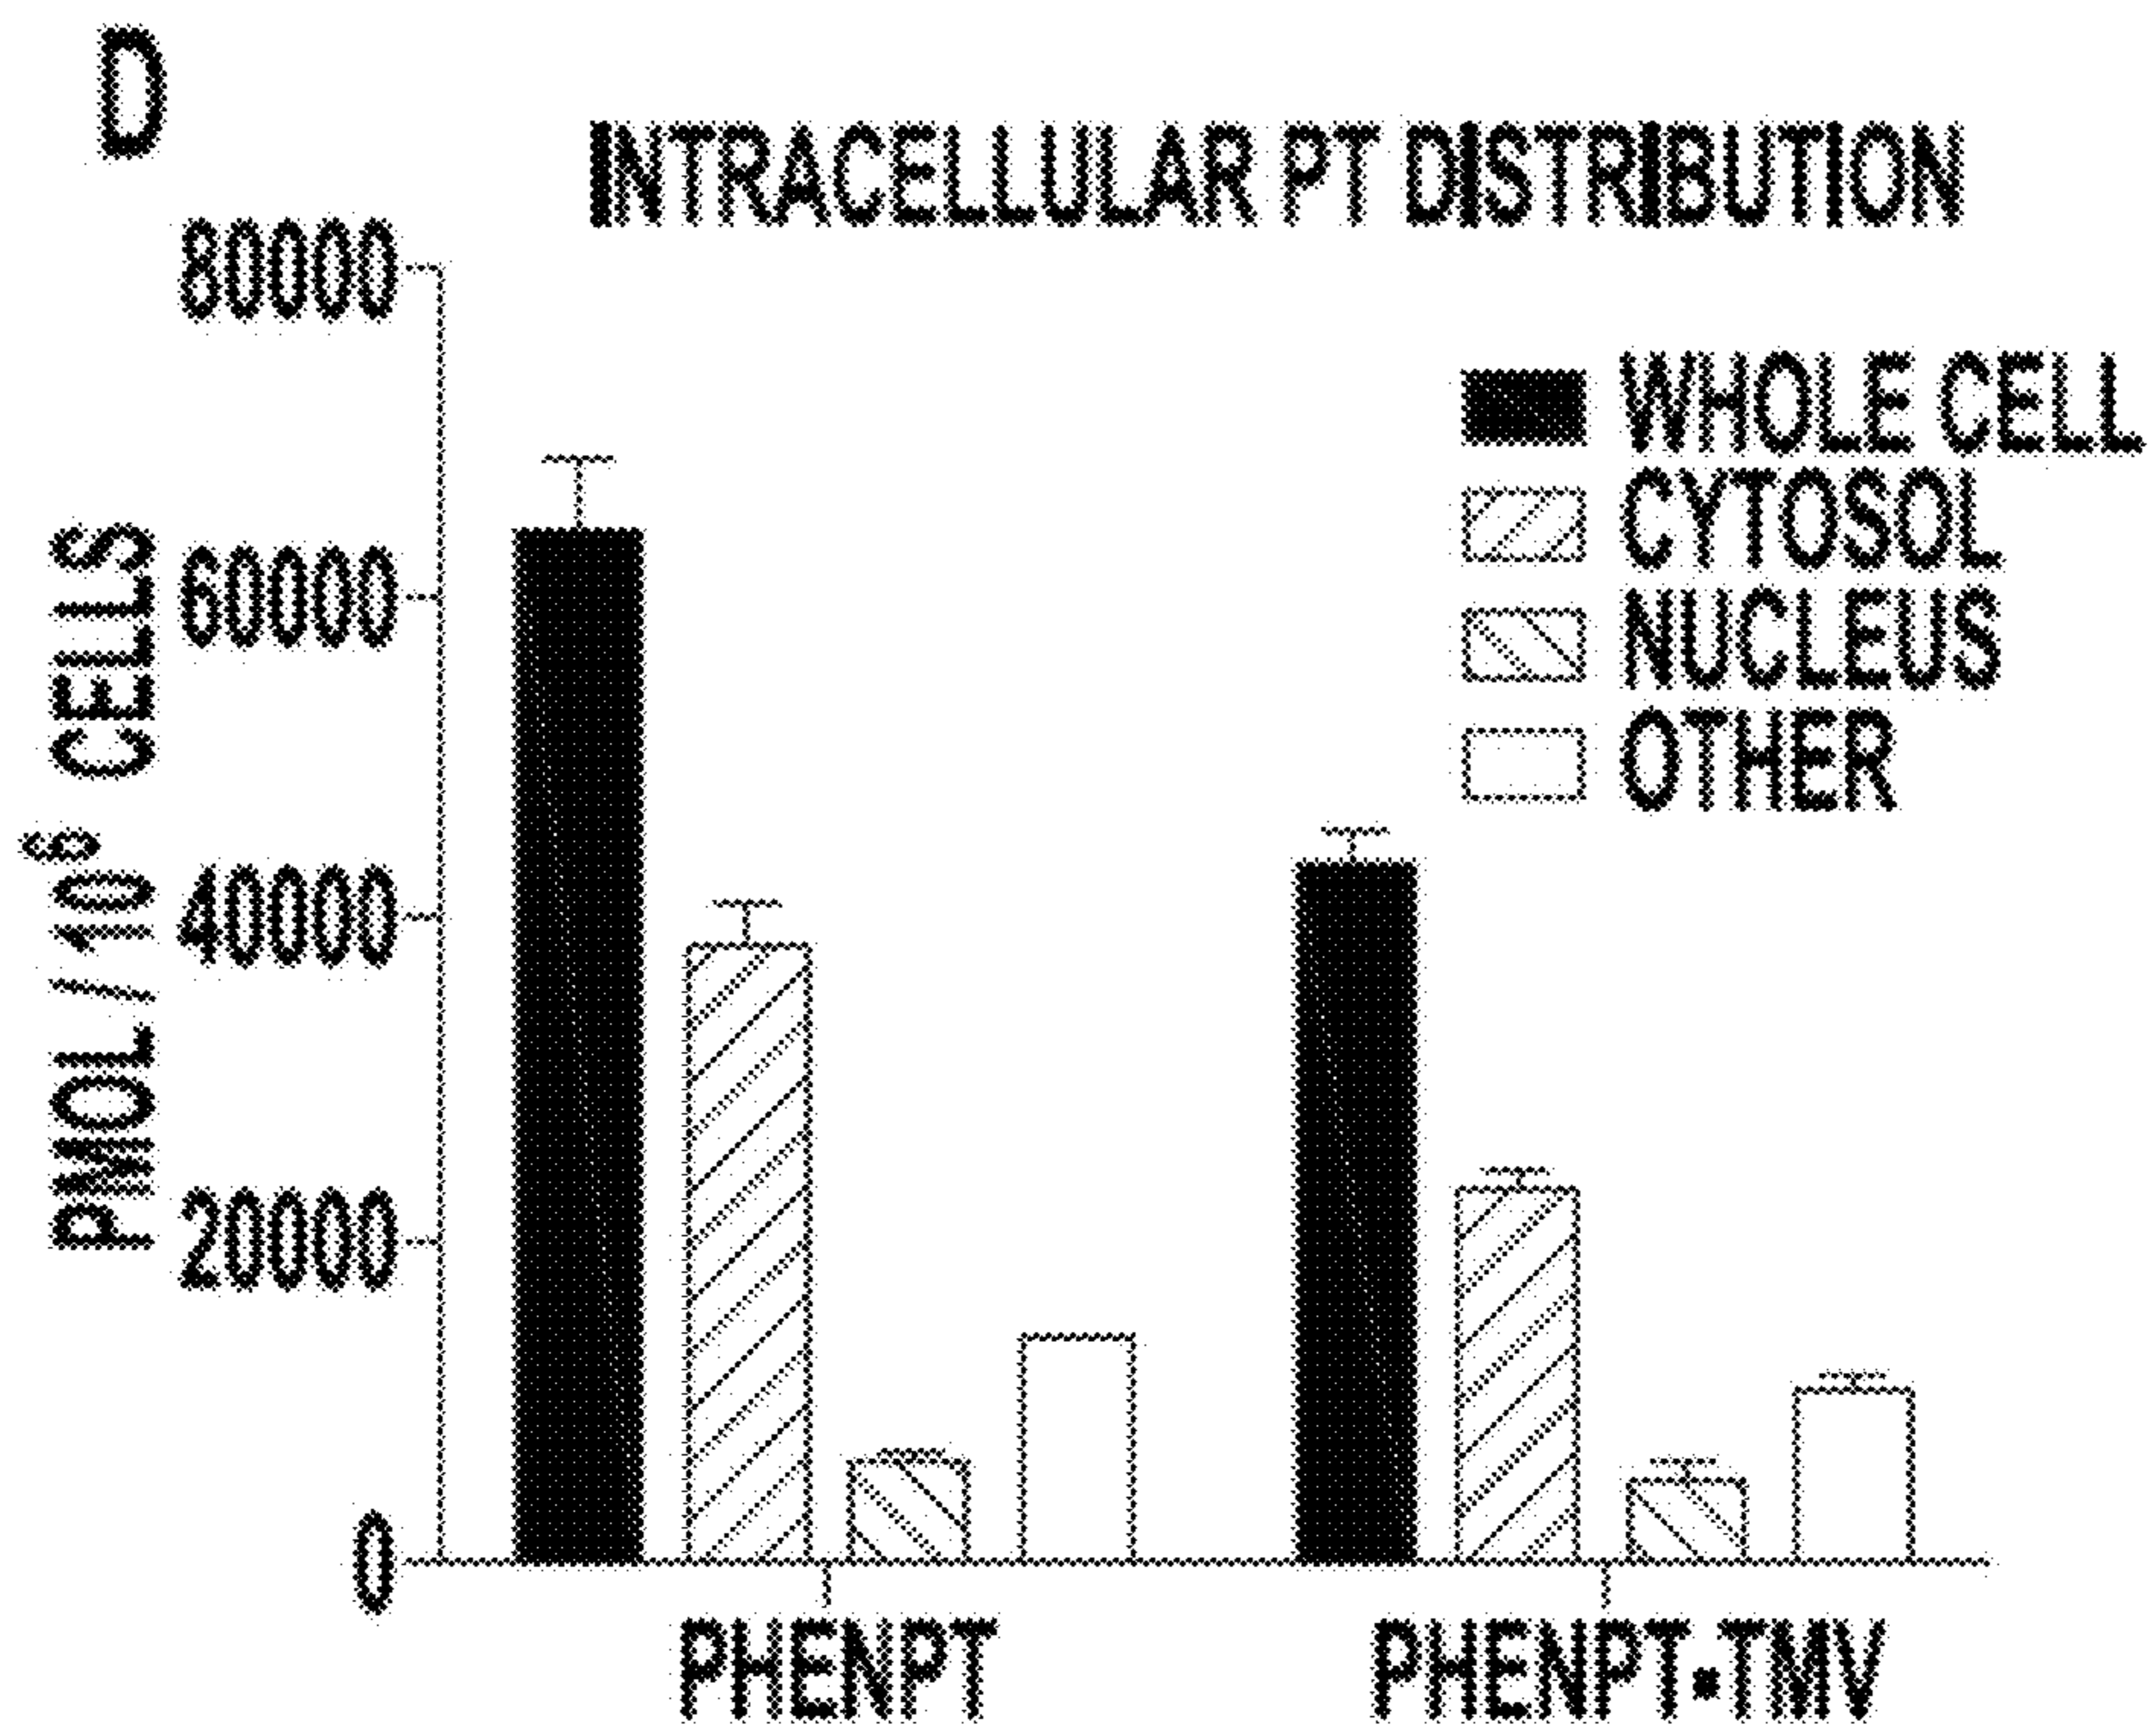 D
INTRACELLULAR PT DISTRIBUTION
PMOL/10⁶ CELLS
80000
60000
40000
20000
0
WHOLE CELL
CYTOSOL
NUCLEUS
OTHER
PHENPT
PHENPT•TMV